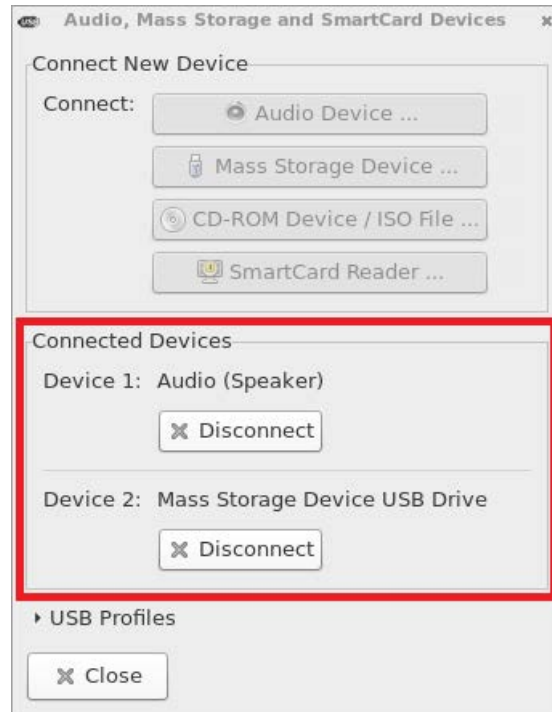 Audio, Mass Storage and SmartCard Devices
Connect New Device
Connect:
Audio Device ...
Mass Storage Device ...
CD-ROM Device / ISO File ...
SmartCard Reader ...
Connected Devices
Device 1: Audio (Speaker)
Disconnect
Device 2: Mass Storage Device USB Drive
Disconnect
USB Profiles
Close